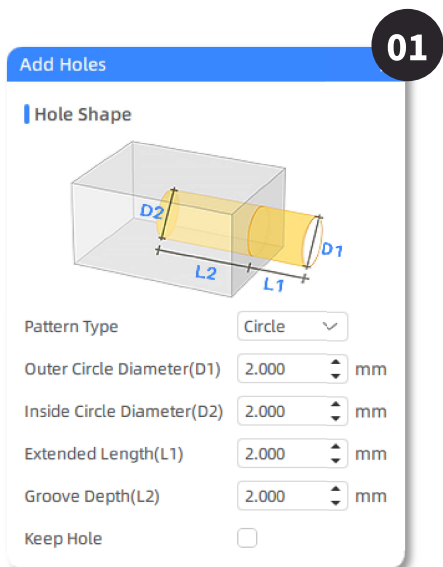 01
Add Holes
Hole Shape
D2
D1
L2
L1
Pattern Type Circle
Outer Circle Diameter(D1) 2.000 mm
Inside Circle Diameter(D2) 2.000 mm
Extended Length(L1) 2.000 mm
Groove Depth(L2) 2.000 mm
Keep Hole